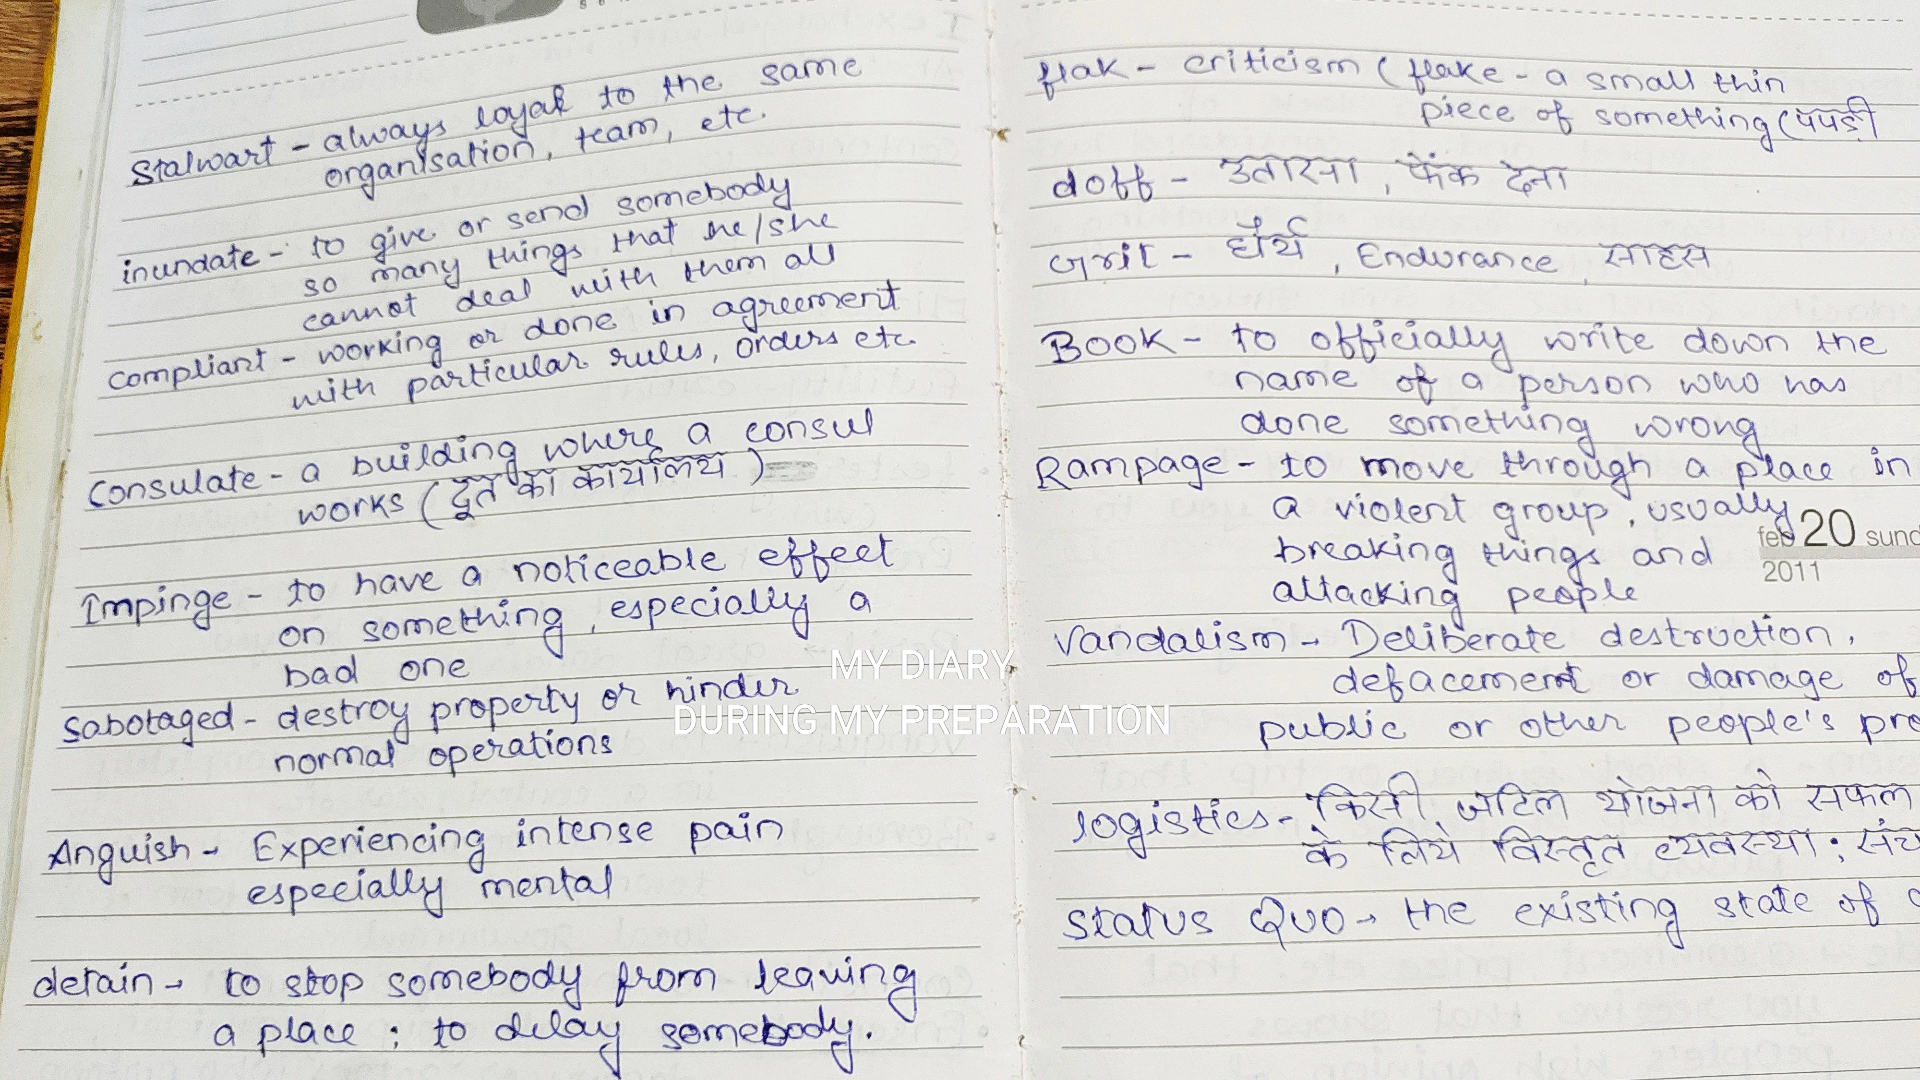 Stalwart - always loyal to the same
organisation, team, etc.
inundate - to give or send somebody
so many things that he/she
cannot deal with them all
compliant - working or done in agreement
with particular rules, orders etc.
Consulate - a building where a consul
works (दूत का कार्यालय)
Impinge - to have a noticeable effect
on something, especially a
bad one
Sabotaged - destroy property or hinder
normal operations
Anguish - Experiencing intense pain
especially mental
detain → to stop somebody from leaving
a place ; to delay somebody.
flak - criticism ( flake - a small thin
piece of something (पपड़ी
doff - उतारना , फेंक देना
Grit - धैर्य , Endurance , साहस
BOOK - to officially write down the
name of a person who has
done something wrong
Rampage - to move through a place in
a violent group, usually
breaking things and
attacking people
Vandalism → Deliberate destruction,
defacement or damage of
public or other people's
logistics - किसी जटिल योजना को सफल
के लिये विस्तृत व्यवस्था ;
Status Quo → the existing state of
feb 20
2011
MY DIARY
DURING MY PREPARATION